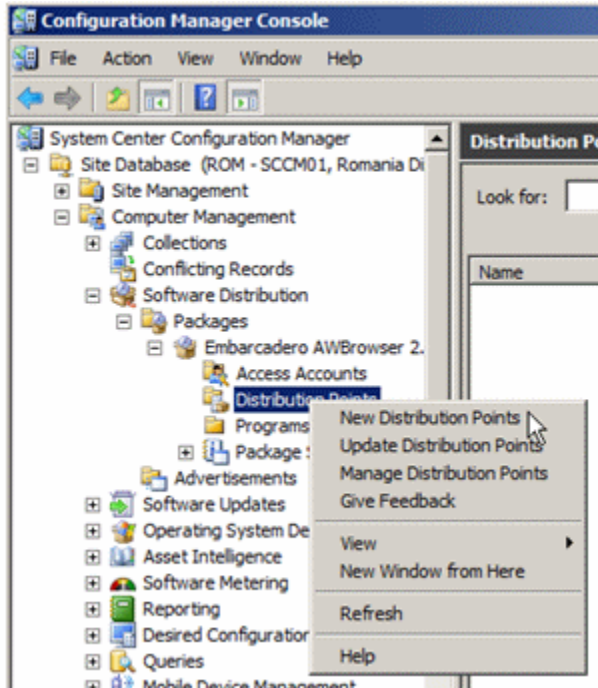 Configuration Manager Console
File Action View Window Help
System Center Configuration Manager
Site Database (ROM - SCCM01, Romania Di
Site Management
Computer Management
Collections
Conflicting Records
Software Distribution
Packages
Embarcadero AWBrowser 2.
Access Accounts
Distribution Points
Programs
Package
Advertisements
Software Updates
Operating System De
Asset Intelligence
Software Metering
Reporting
Desired Configuration
Queries
Mobile Device Management
Distribution Po
Look for:
Name
New Distribution Points
Update Distribution Points
Manage Distribution Points
Give Feedback
View
New Window from Here
Refresh
Help